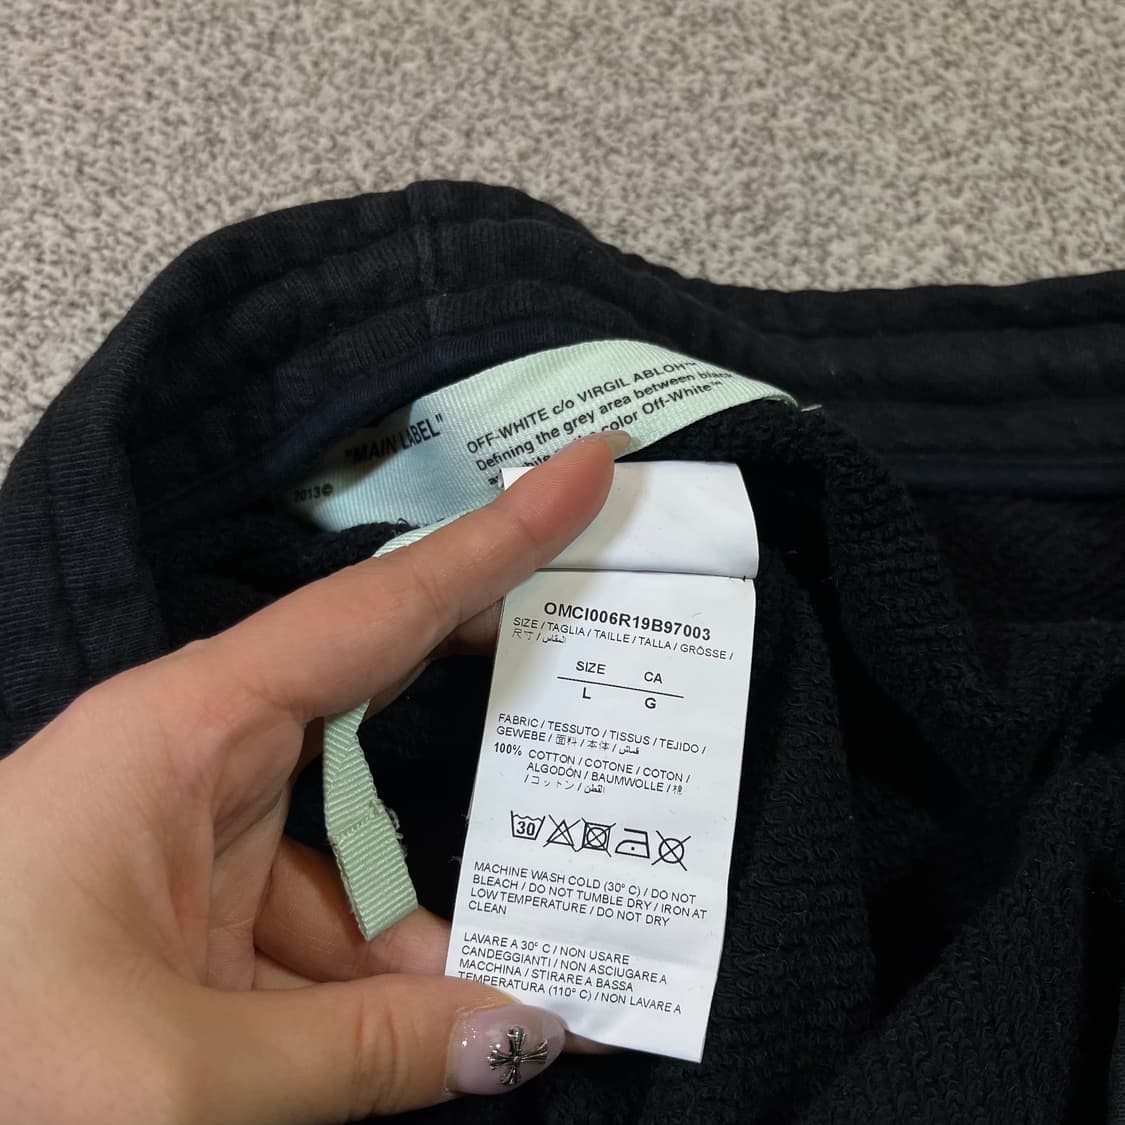 "MAIN LABEL"
2013©
OFF-WHITE c/o VIRGIL ABLOH™
Defining the grey area between black
color Off-White™
OMCI006R19B97003
SIZE / TAGLIA / TAILLE / TALLA / GRÖSSE /
尺寸 / المقاس
SIZE CA
L G
FABRIC / TESSUTO / TISSUS / TEJIDO /
GEWEBE / 面料 / 本体 / قماش
100% COTTON / COTONE / COTON /
ALGODÓN / BAUMWOLLE / 棉
/ コットン / القطن
30
MACHINE WASH COLD (30° C) / DO NOT
BLEACH / DO NOT TUMBLE DRY / IRON AT
LOW TEMPERATURE / DO NOT DRY
CLEAN
LAVARE A 30° C / NON USARE
CANDEGGIANTI / NON ASCIUGARE A
MACCHINA / STIRARE A BASSA
TEMPERATURA (110° C) / NON LAVARE A